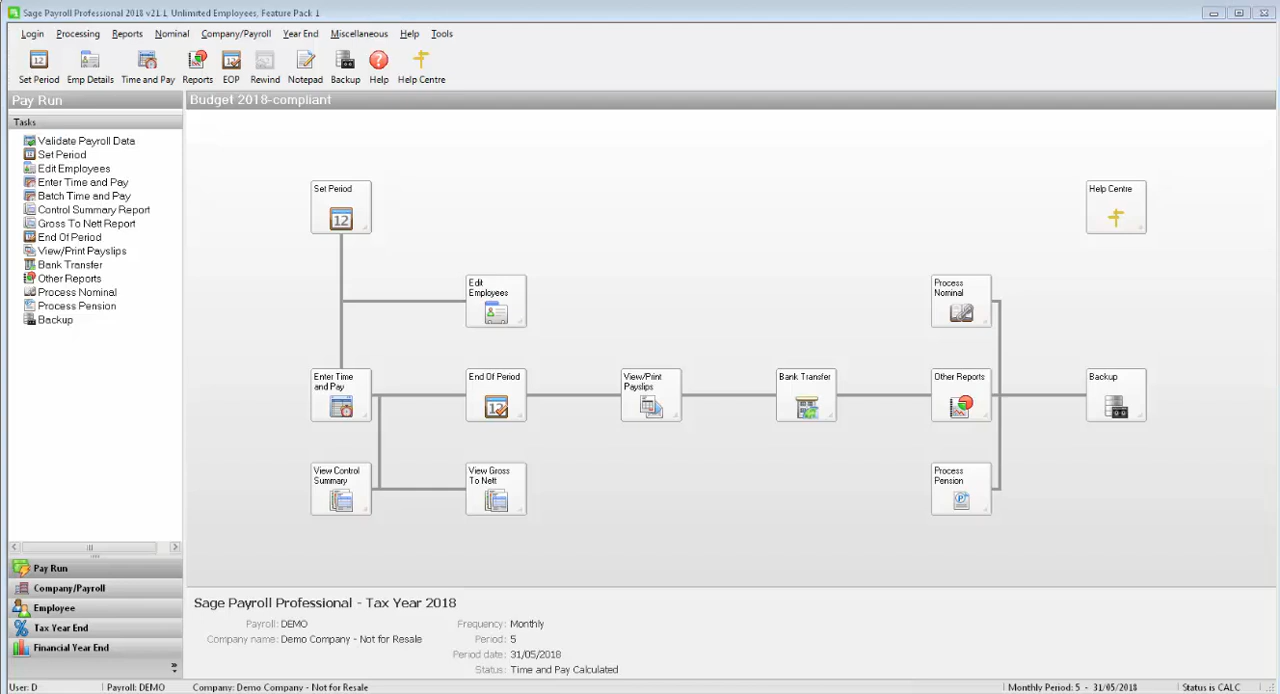 Sage Payroll Professional 2018 v21.1, Unlimited Employees, Feature Pack 1
Login Processing Reports Nominal Company/Payroll Year End Miscellaneous Help Tools
Set Period Emp Details Time and Pay Reports EOP Rewind Notepad Backup Help Help Centre
Pay Run
Budget 2018-compliant
Tasks
Validate Payroll Data
Set Period
Edit Employees
Enter Time and Pay
Batch Time and Pay
Control Summary Report
Gross To Nett Report
End Of Period
View/Print Payslips
Bank Transfer
Other Reports
Process Nominal
Process Pension
Backup
Set Period
12
Help Centre
Edit
Employees
Process
Nominal
Enter Time
and Pay
End Of Period
View/Print
Payslips
Bank Transfer
Other Reports
Backup
View Control
Summary
View Gross
To Nett
Process
Pension
Pay Run
Company/Payroll
Employee
Tax Year End
Financial Year End
Sage Payroll Professional - Tax Year 2018
Payroll: DEMO
Company name: Demo Company - Not for Resale
Frequency: Monthly
Period: 5
Period date: 31/05/2018
Status: Time and Pay Calculated
User: D Payroll: DEMO Company: Demo Company - Not for Resale Monthly Period: 5 - 31/05/2018 Status is CALC